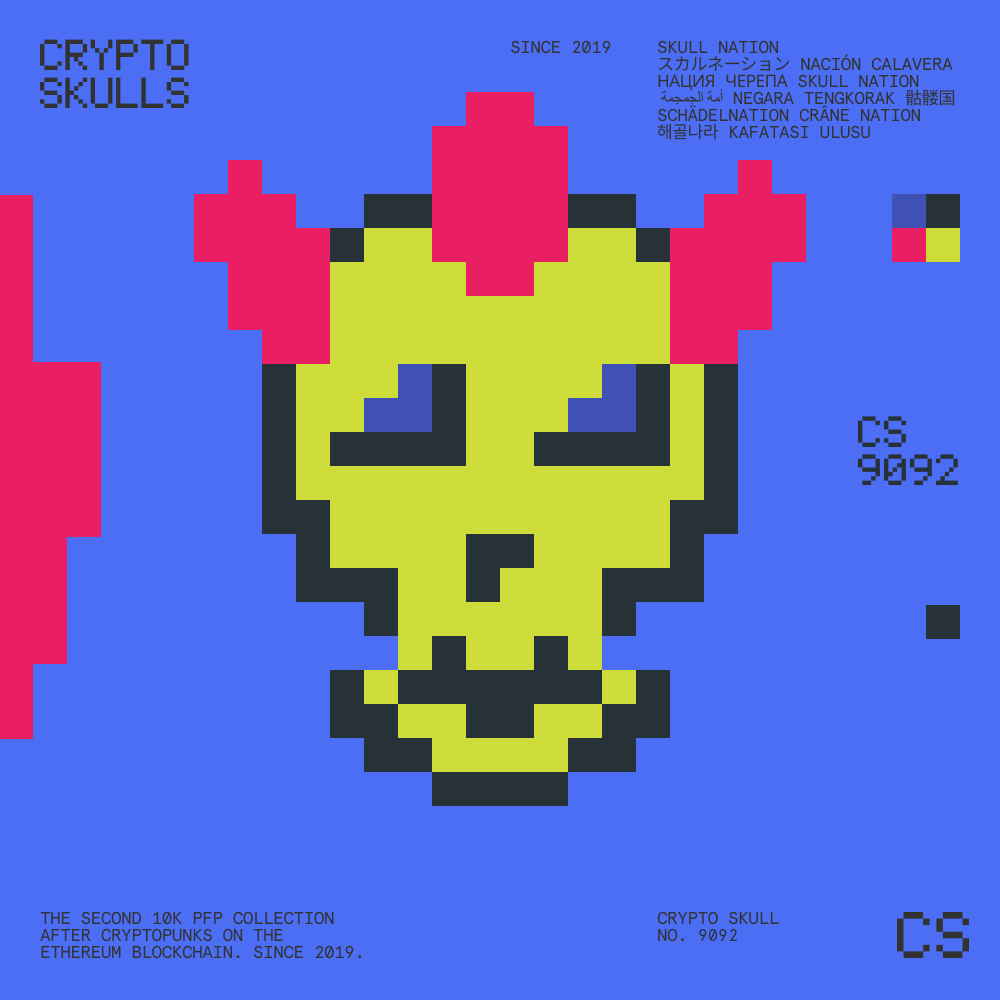 CRYPTO
SKULLS
SINCE 2019
SKULL NATION
スカルネーション NACIÓN CALAVERA
НАЦИЯ ЧЕРЕПА SKULL NATION
أمة الجمجمة NEGARA TENGKORAK 骷髅国
SCHÄDELNATION CRÂNE NATION
해골나라 KAFATASI ULUSU
CS
9092
THE SECOND 10K PFP COLLECTION
AFTER CRYPTOPUNKS ON THE
ETHEREUM BLOCKCHAIN. SINCE 2019.
CRYPTO SKULL
NO. 9092
CS